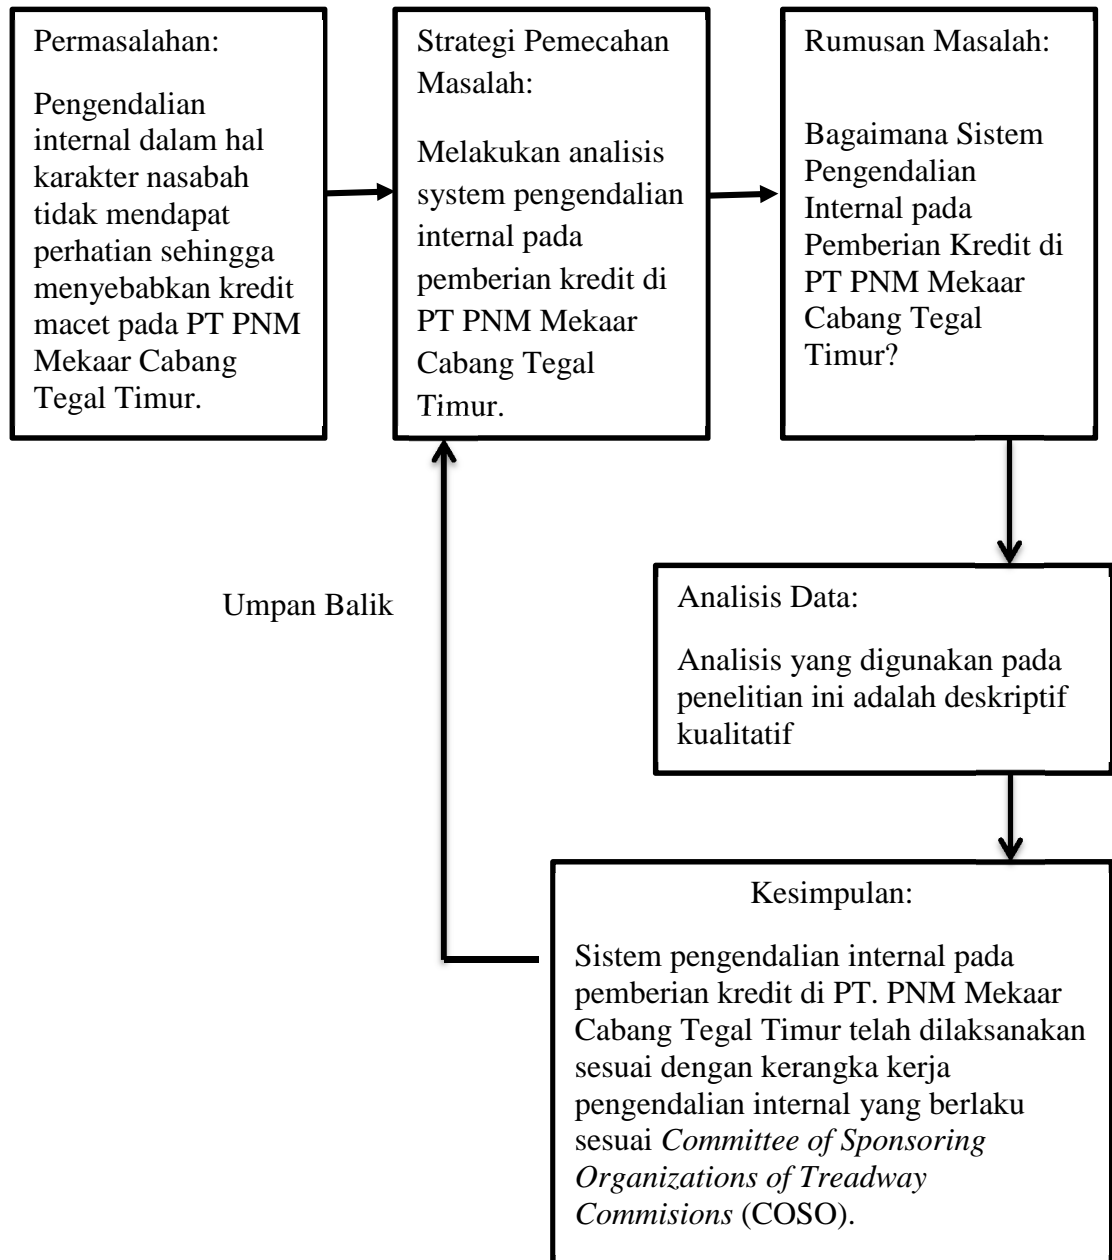 Permasalahan:
Pengendalian
internal dalam hal
karakter nasabah
tidak mendapat
perhatian sehingga
menyebabkan kredit
macet pada PT PNM
Mekaar Cabang
Tegal Timur.
Strategi Pemecahan
Masalah:
Melakukan analisis
system pengendalian
internal pada
pemberian kredit di
PT PNM Mekaar
Cabang Tegal
Timur.
Rumusan Masalah:
Bagaimana Sistem
Pengendalian
Internal pada
Pemberian Kredit di
PT PNM Mekaar
Cabang Tegal
Timur?
Umpan Balik
Analisis Data:
Analisis yang digunakan pada
penelitian ini adalah deskriptif
kualitatif
Kesimpulan:
Sistem pengendalian internal pada
pemberian kredit di PT. PNM Mekaar
Cabang Tegal Timur telah dilaksanakan
sesuai dengan kerangka kerja
pengendalian internal yang berlaku
sesuai Committee of Sponsoring
Organizations of Treadway
Commisions (COSO).